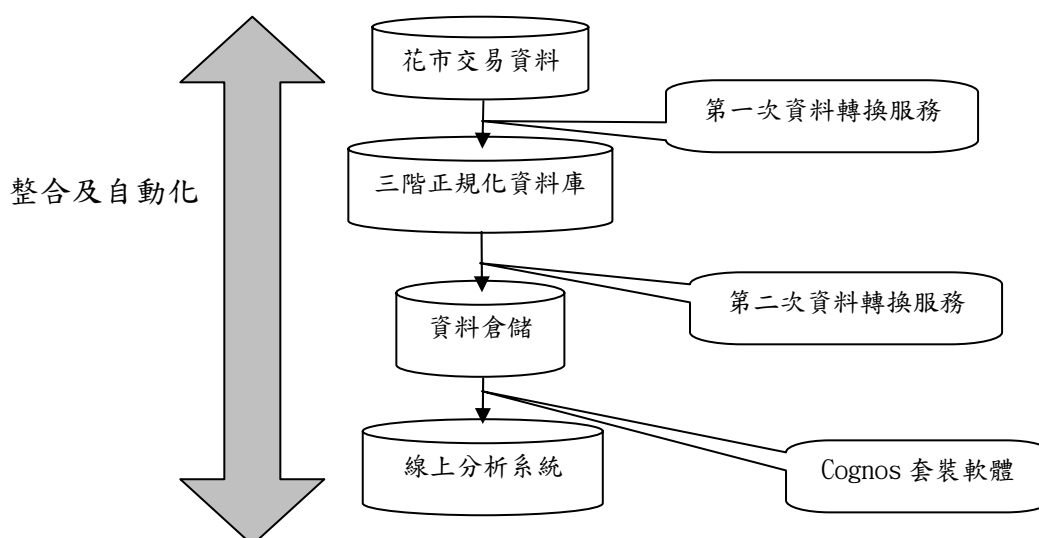 花市交易資料
第一次資料轉換服務
三階正規化資料庫
整合及自動化
第二次資料轉換服務
資料倉儲
線上分析系統
Cognos 套裝軟體